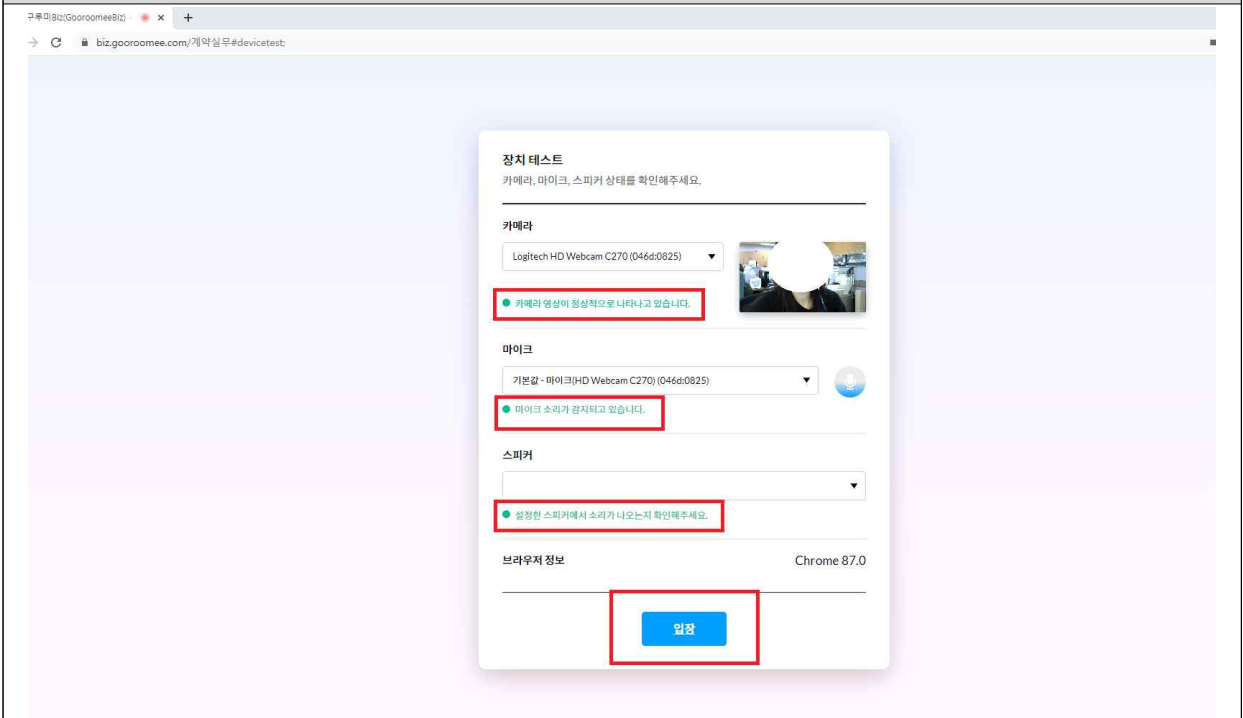 구루미Biz(GooroomeeBiz) -
biz.gooroomee.com/계약실무#devicetest;
장치 테스트
카메라, 마이크, 스피커 상태를 확인해주세요.
카메라
Logitech HD Webcam C270 (046d:0825)
카메라 영상이 정상적으로 나타나고 있습니다.
마이크
기본값 - 마이크(HD Webcam C270) (046d:0825)
마이크 소리가 감지되고 있습니다.
스피커
설정한 스피커에서 소리가 나오는지 확인해주세요.
브라우저 정보 Chrome 87.0
입장